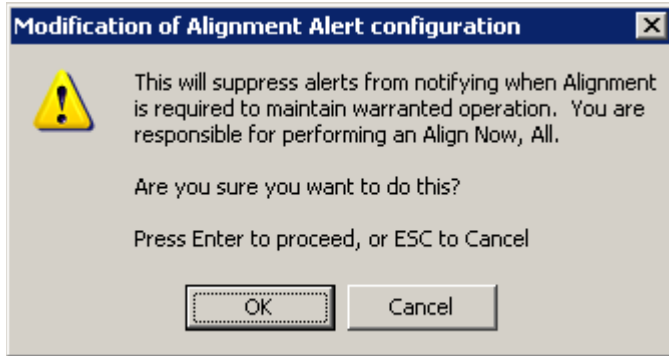 Modification of Alignment Alert configuration
This will suppress alerts from notifying when Alignment
is required to maintain warranted operation.  You are
responsible for performing an Align Now, All.
Are you sure you want to do this?
Press Enter to proceed, or ESC to Cancel
OK
Cancel